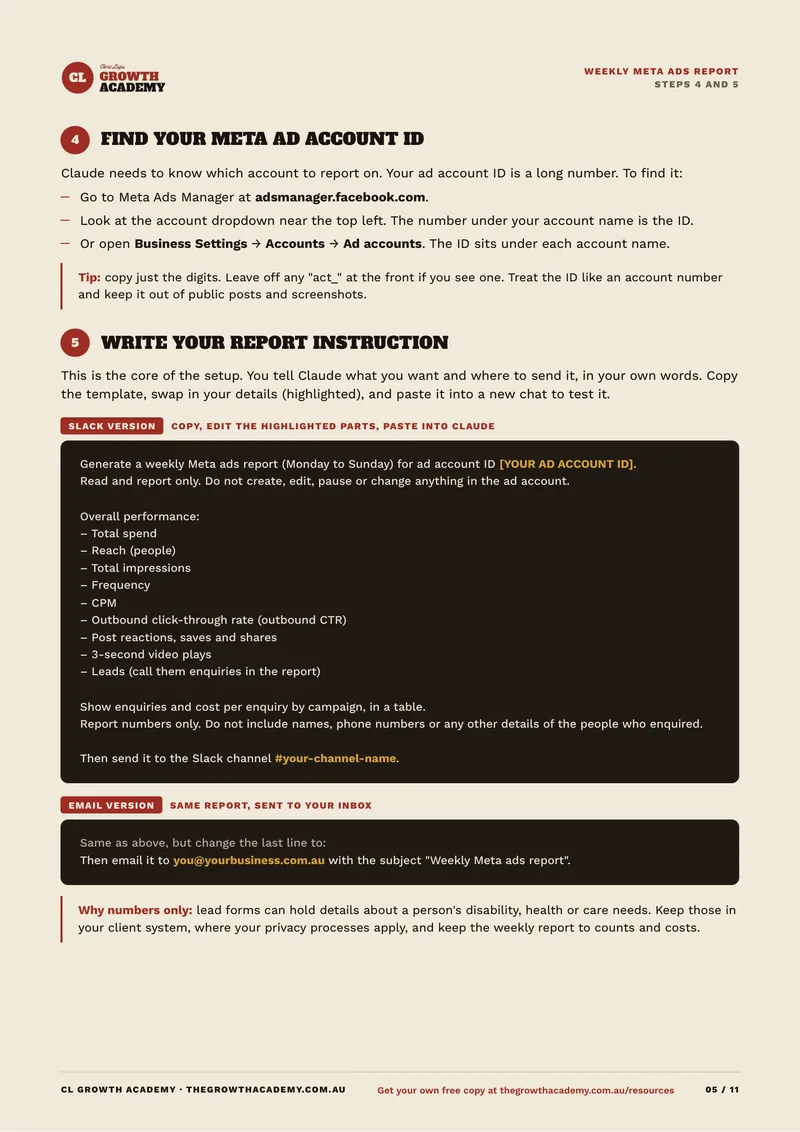 CL
Chris Lapa
GROWTH
ACADEMY
WEEKLY META ADS REPORT
STEPS 4 AND 5
4 FIND YOUR META AD ACCOUNT ID
Claude needs to know which account to report on. Your ad account ID is a long number. To find it:
— Go to Meta Ads Manager at adsmanager.facebook.com.
— Look at the account dropdown near the top left. The number under your account name is the ID.
— Or open Business Settings → Accounts → Ad accounts. The ID sits under each account name.
Tip: copy just the digits. Leave off any "act_" at the front if you see one. Treat the ID like an account number
and keep it out of public posts and screenshots.
5 WRITE YOUR REPORT INSTRUCTION
This is the core of the setup. You tell Claude what you want and where to send it, in your own words. Copy
the template, swap in your details (highlighted), and paste it into a new chat to test it.
SLACK VERSION COPY, EDIT THE HIGHLIGHTED PARTS, PASTE INTO CLAUDE
Generate a weekly Meta ads report (Monday to Sunday) for ad account ID [YOUR AD ACCOUNT ID].
Read and report only. Do not create, edit, pause or change anything in the ad account.
Overall performance:
– Total spend
– Reach (people)
– Total impressions
– Frequency
– CPM
– Outbound click-through rate (outbound CTR)
– Post reactions, saves and shares
– 3-second video plays
– Leads (call them enquiries in the report)
Show enquiries and cost per enquiry by campaign, in a table.
Report numbers only. Do not include names, phone numbers or any other details of the people who enquired.
Then send it to the Slack channel #your-channel-name.
EMAIL VERSION SAME REPORT, SENT TO YOUR INBOX
Same as above, but change the last line to:
Then email it to you@yourbusiness.com.au with the subject "Weekly Meta ads report".
Why numbers only: lead forms can hold details about a person's disability, health or care needs. Keep those in
your client system, where your privacy processes apply, and keep the weekly report to counts and costs.
CL GROWTH ACADEMY · THEGROWTHACADEMY.COM.AU Get your own free copy at thegrowthacademy.com.au/resources 05 / 11